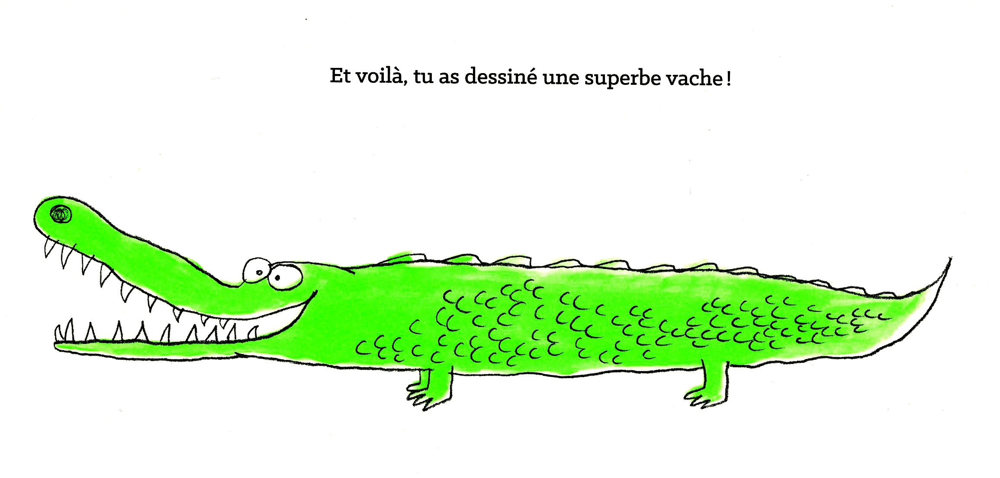 Et voilà, tu as dessiné une superbe vache !